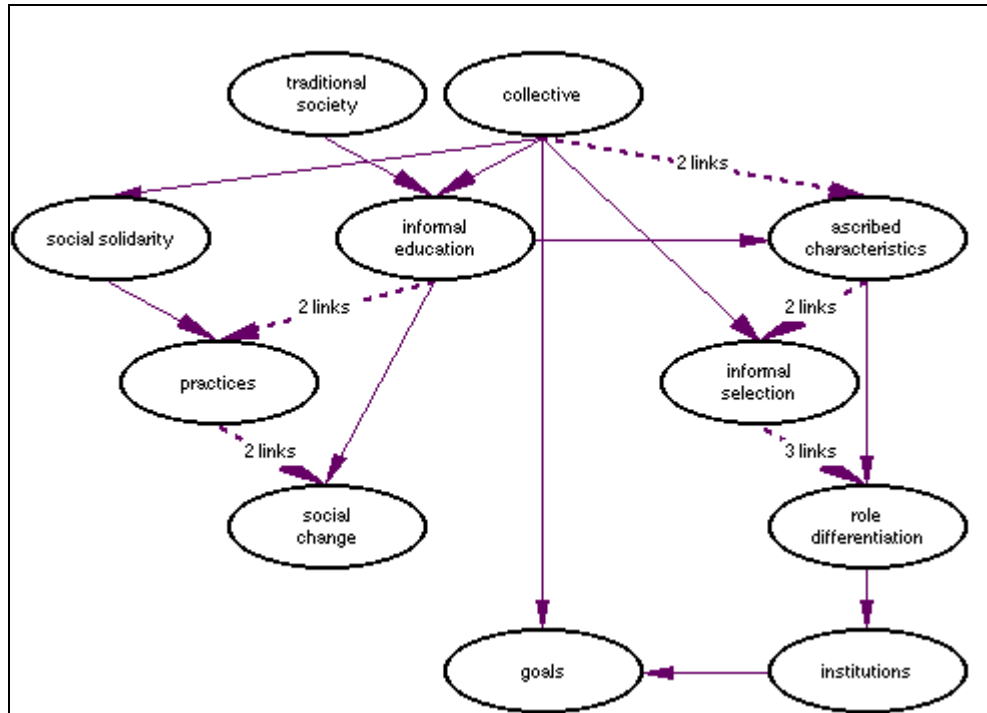 traditional
society
collective
2 links
social solidarity
informal
education
ascribed
characteristics
2 links
2 links
practices
informal
selection
2 links
3 links
social
change
role
differentiation
goals
institutions